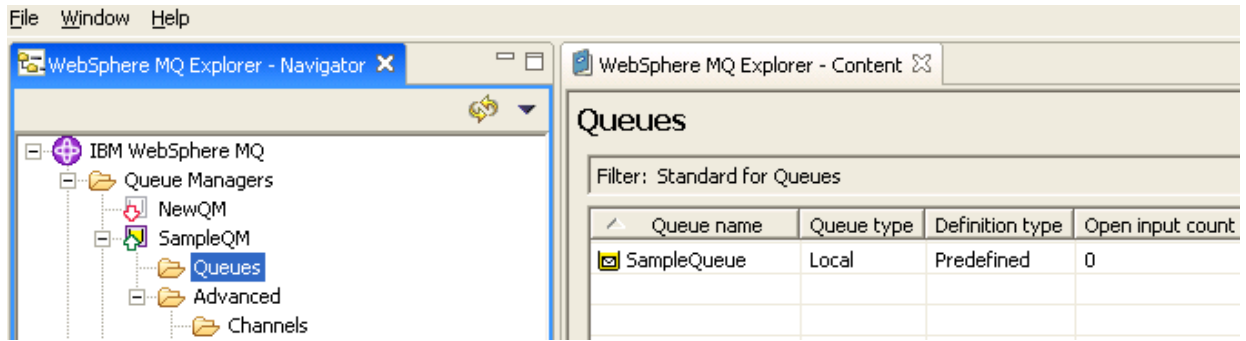 File Window Help
WebSphere MQ Explorer - Navigator
IBM WebSphere MQ
Queue Managers
NewQM
SampleQM
Queues
Advanced
Channels
WebSphere MQ Explorer - Content
Queues
Filter: Standard for Queues
Queue name Queue type Definition type Open input count
SampleQueue Local Predefined 0